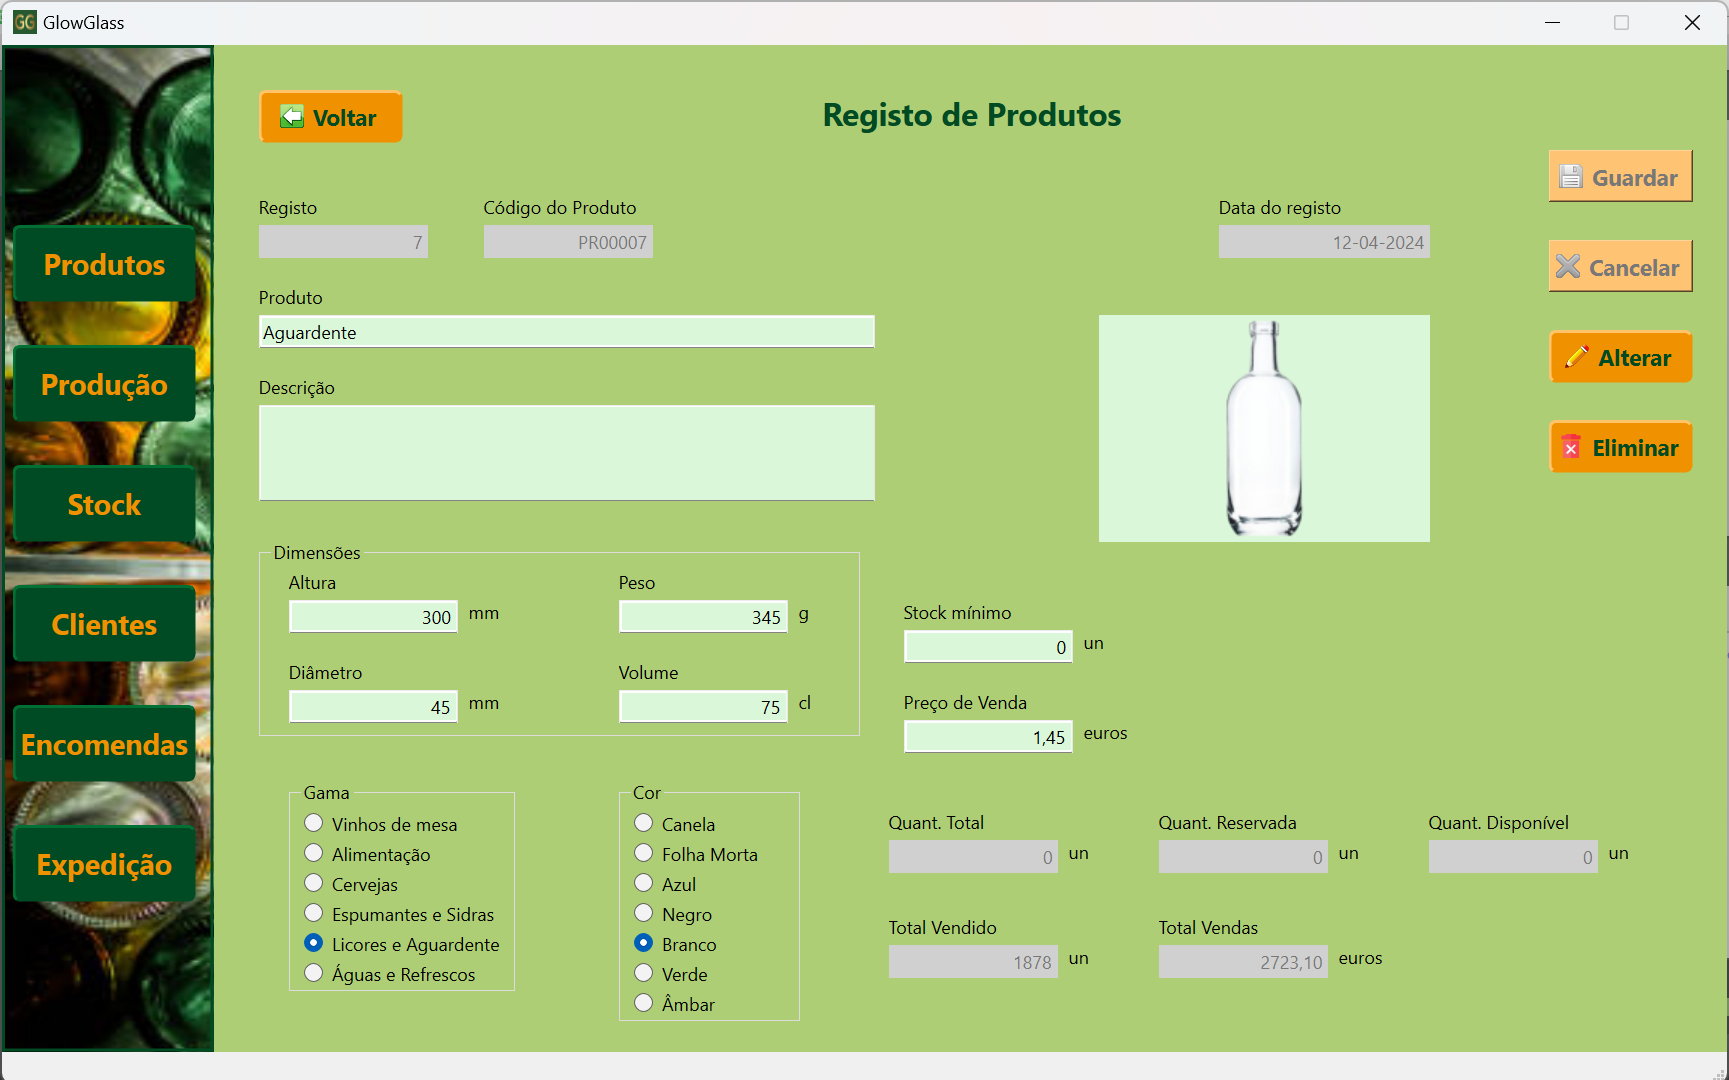 GG GlowGlass
Voltar
Registo de Produtos
Guardar
Cancelar
Alterar
Eliminar
Produtos
Produção
Stock
Clientes
Encomendas
Expedição
Registo
7
Código do Produto
PR00007
Data do registo
12-04-2024
Produto
Aguardente
Descrição
Dimensões
Altura
300 mm
Peso
345 g
Diâmetro
45 mm
Volume
75 cl
Stock mínimo
0 un
Preço de Venda
1,45 euros
Gama
Vinhos de mesa
Alimentação
Cervejas
Espumantes e Sidras
Licores e Aguardente
Águas e Refrescos
Cor
Canela
Folha Morta
Azul
Negro
Branco
Verde
Âmbar
Quant. Total
0 un
Quant. Reservada
0 un
Quant. Disponível
0 un
Total Vendido
1878 un
Total Vendas
2723,10 euros